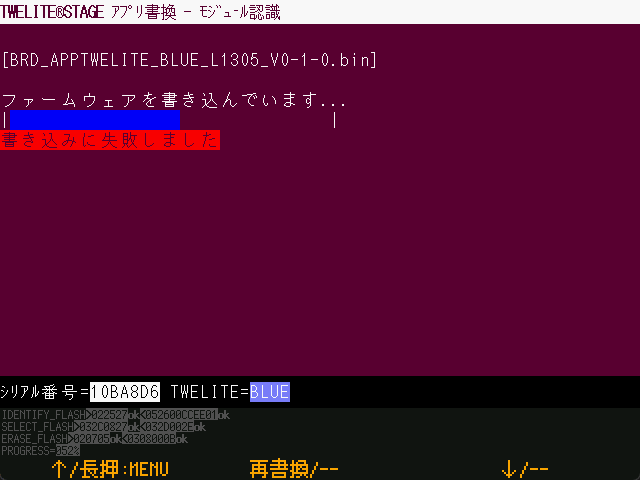 TWELITE®STAGE ｱﾌﾟﾘ書換 - ﾓｼﾞｭｰﾙ認識
[BRD_APPTWELITE_BLUE_L1305_V0-1-0.bin]
ファームウェアを書き込んでいます...
| |
書き込みに失敗しました
ｼﾘｱﾙ番号=10BA8D6 TWELITE=BLUE
IDENTIFY_FLASH>022527ok<052600CCEE01ok
SELECT_FLASH>032C0827ok<032D002Eok
ERASE_FLASH>020705ok<0308000Bok
PROGRESS=052%
↑/長押:MENU 再書換/-- ↓/--